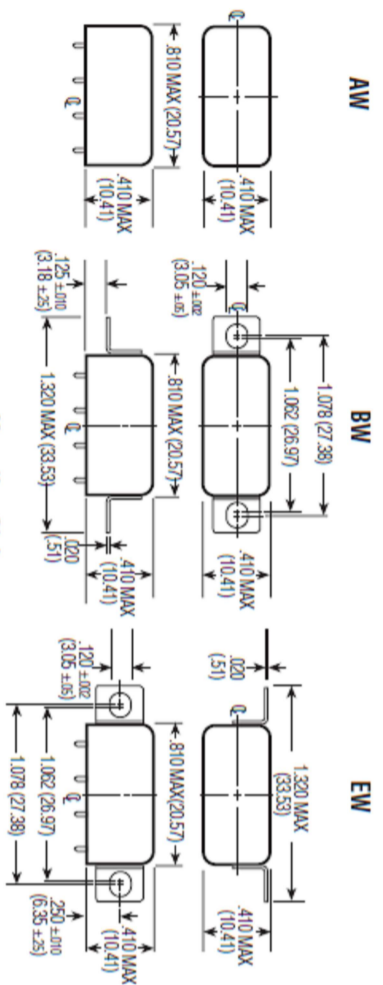 AW
BW
EW
℄
.810 MAX (20.57)
.410 MAX
(10.41)
℄
.410 MAX
(10.41)
1.078 (27.38)
1.062 (26.97)
℄
.120 ±.002
(3.05 ±.05)
.410 MAX
(10.41)
.810 MAX (20.57)
.125 ±.010
(3.18 ±.25)
℄
1.320 MAX (33.53)
.020
(.51)
.410 MAX
(10.41)
1.320 MAX
(33.53)
.020
(.51)
℄
.410 MAX
(10.41)
.810 MAX(20.57)
.120 ±.002
(3.05 ±.05)
℄
1.062 (26.97)
1.078 (27.38)
.250 ±.010
(6.35 ±.25)
.410 MAX
(10.41)